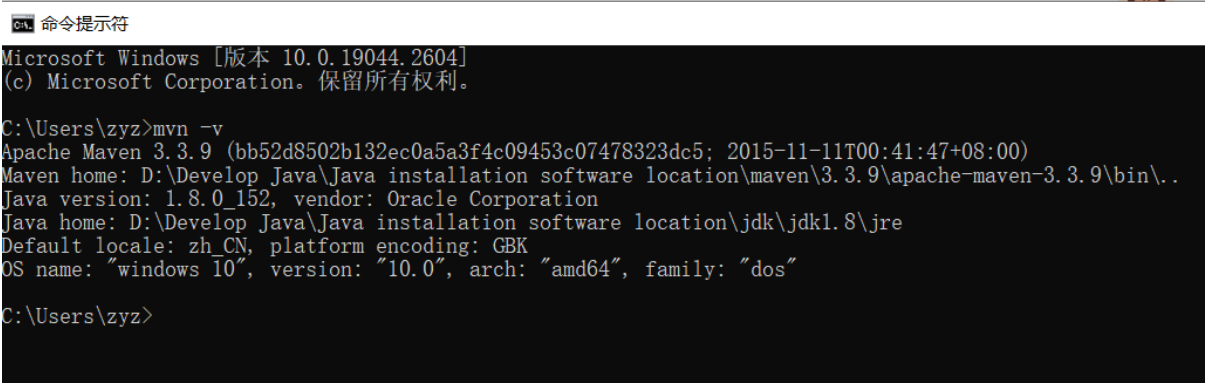 命令提示符
Microsoft Windows [版本 10.0.19044.2604]
(c) Microsoft Corporation。保留所有权利。
C:\Users\zyz>mvn -v
Apache Maven 3.3.9 (bb52d8502b132ec0a5a3f4c09453c07478323dc5; 2015-11-11T00:41:47+08:00)
Maven home: D:\Develop Java\Java installation software location\maven\3.3.9\apache-maven-3.3.9\bin\..
Java version: 1.8.0_152, vendor: Oracle Corporation
Java home: D:\Develop Java\Java installation software location\jdk\jdk1.8\jre
Default locale: zh_CN, platform encoding: GBK
OS name: "windows 10", version: "10.0", arch: "amd64", family: "dos"
C:\Users\zyz>